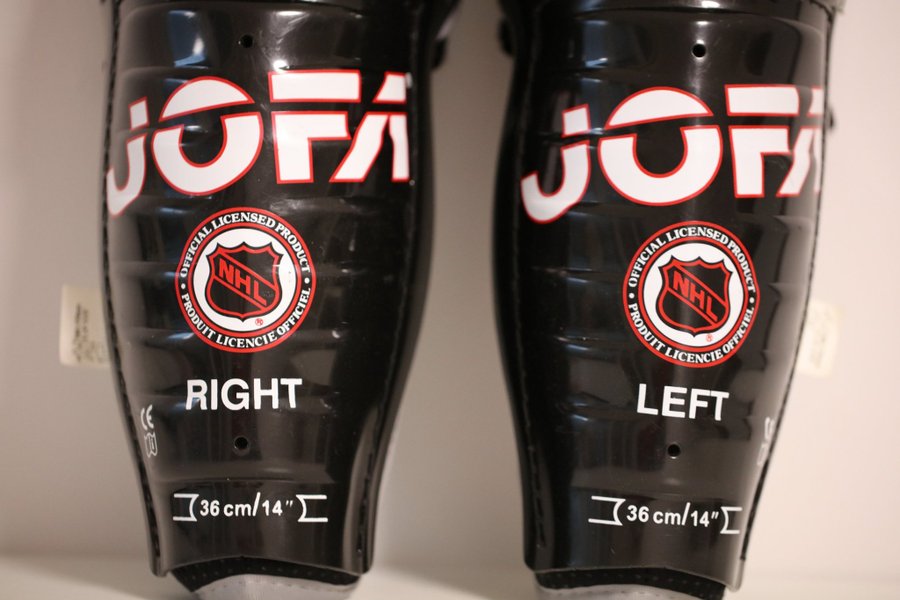 JOFA
OFFICIAL LICENSED PRODUCT
NHL
®
PRODUIT LICENCIE OFFICIEL
RIGHT
CE
36 cm/14"
JOFA
OFFICIAL LICENSED PRODUCT
NHL
®
PRODUIT LICENCIE OFFICIEL
LEFT
36 cm/14"